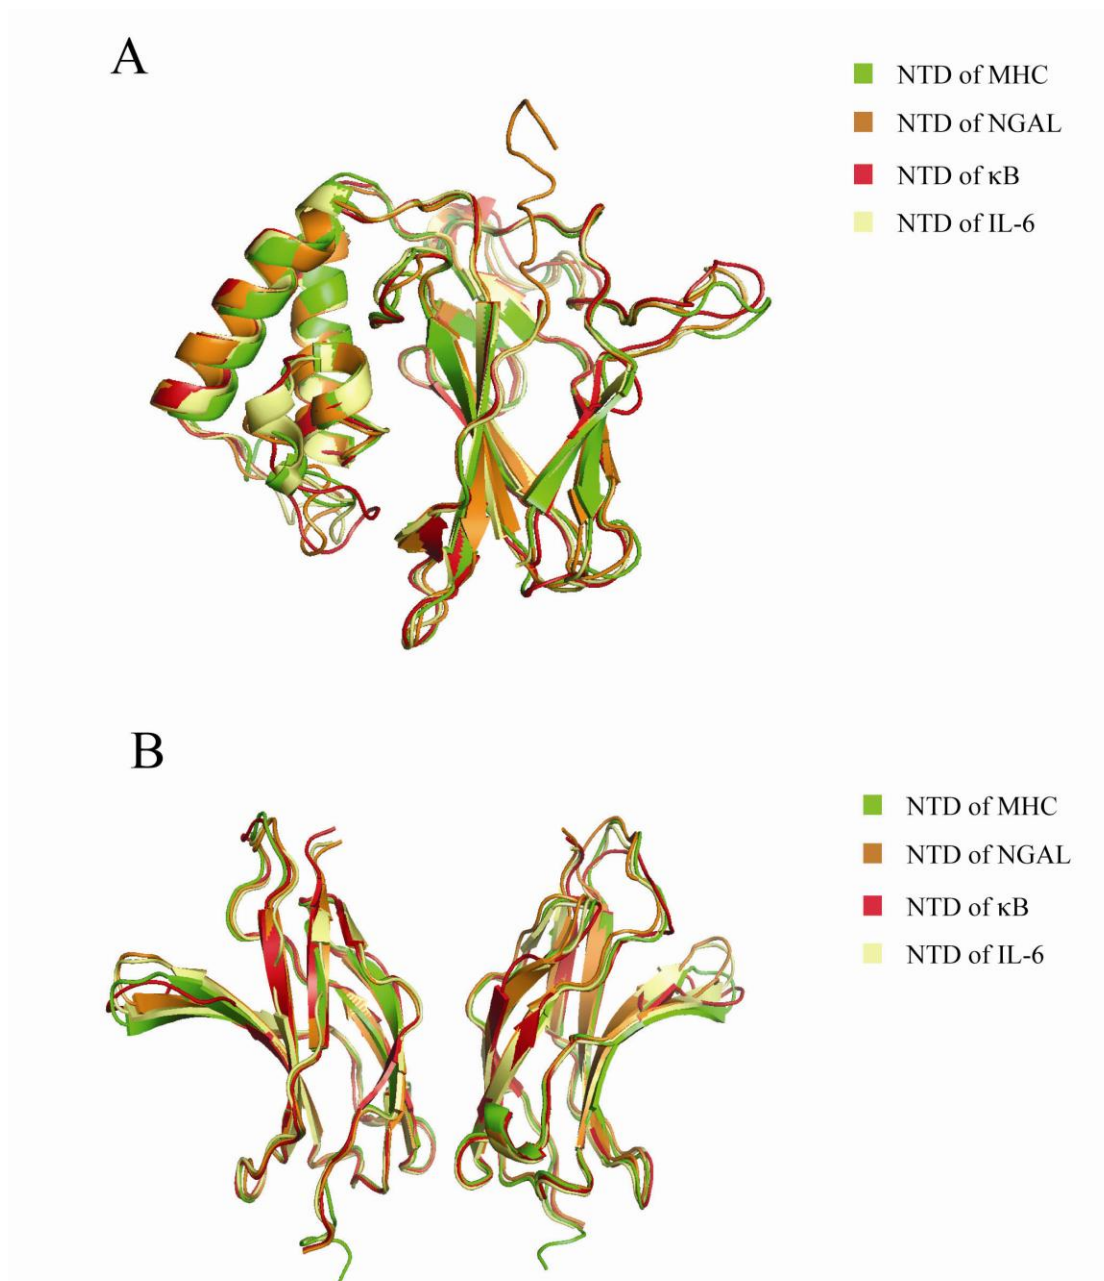 A
NTD of MHC
NTD of NGAL
NTD of κB
NTD of IL-6
B
NTD of MHC
NTD of NGAL
NTD of κB
NTD of IL-6